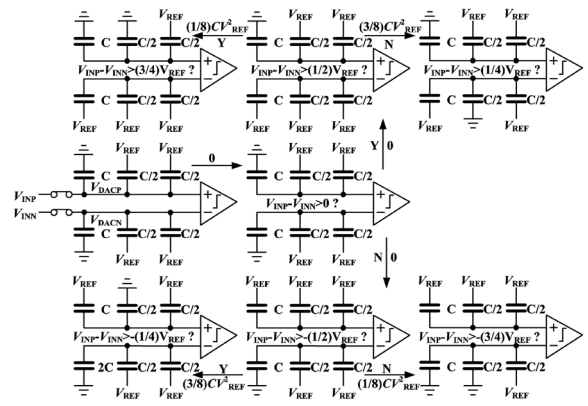 V_REF (1/8)CV²_REF V_REF V_REF (3/8)CV²_REF V_REF
Y N
C C/2 C/2 C C/2 C/2 C C/2 C/2
V_INP-V_INN>(3/4)V_REF ? V_INP-V_INN>(1/2)V_REF ? V_INP-V_INN>(1/4)V_REF ?
C C/2 C/2 C C/2 C/2 C C/2 C/2
V_REF V_REF V_REF V_REF V_REF V_REF V_REF V_REF
V_REF V_REF V_REF V_REF
Y 0
0
C C/2 C/2 C C/2 C/2
V_INP V_DACP
V_INP-V_INN>0 ?
V_INN V_DACN
C C/2 C/2 C C/2 C/2
V_REF V_REF V_REF V_REF
N 0
V_REF V_REF V_REF V_REF V_REF V_REF V_REF V_REF
C C/2 C/2 C C/2 C/2 C C/2 C/2
V_INP-V_INN>-(1/4)V_REF ? V_INP-V_INN>-(1/2)V_REF ? V_INP-V_INN>-(3/4)V_REF ?
2C C/2 C/2 C C/2 C/2 C C/2 C/2
Y N
V_REF V_REF (3/8)CV²_REF V_REF V_REF (1/8)CV²_REF V_REF